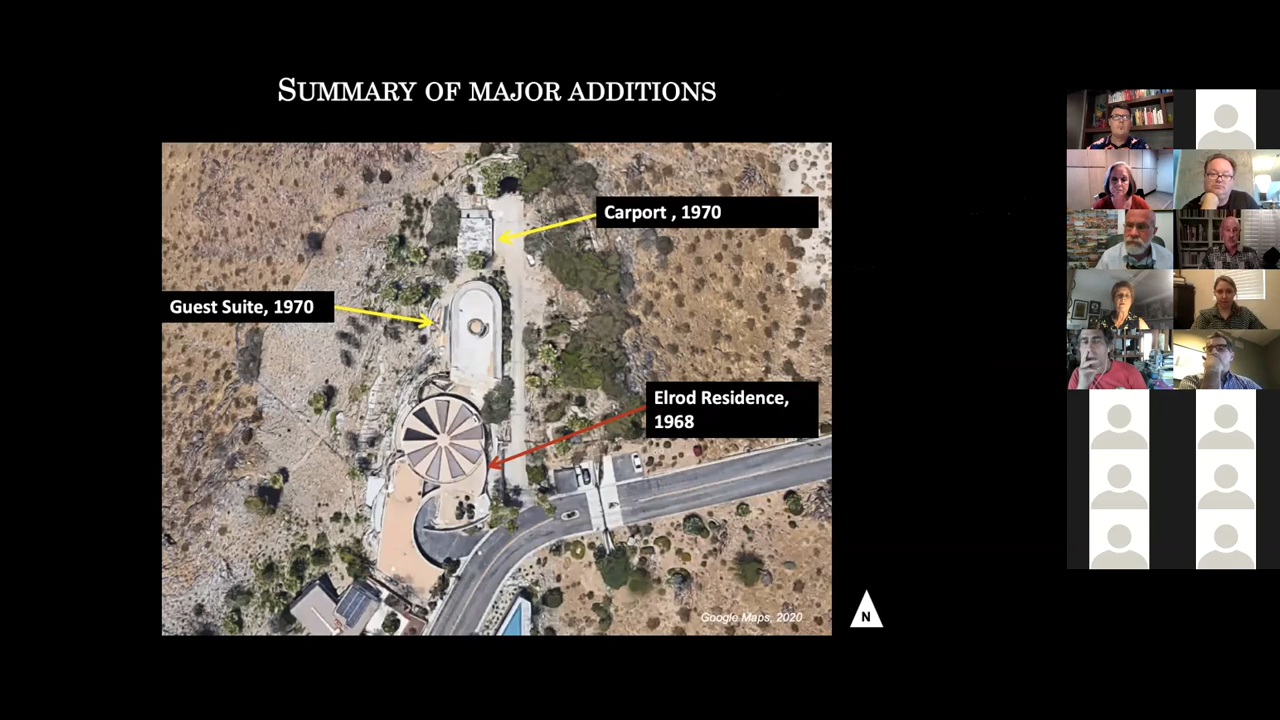 SUMMARY OF MAJOR ADDITIONS
Carport , 1970
Guest Suite, 1970
Elrod Residence,
1968
Google Maps, 2020
N